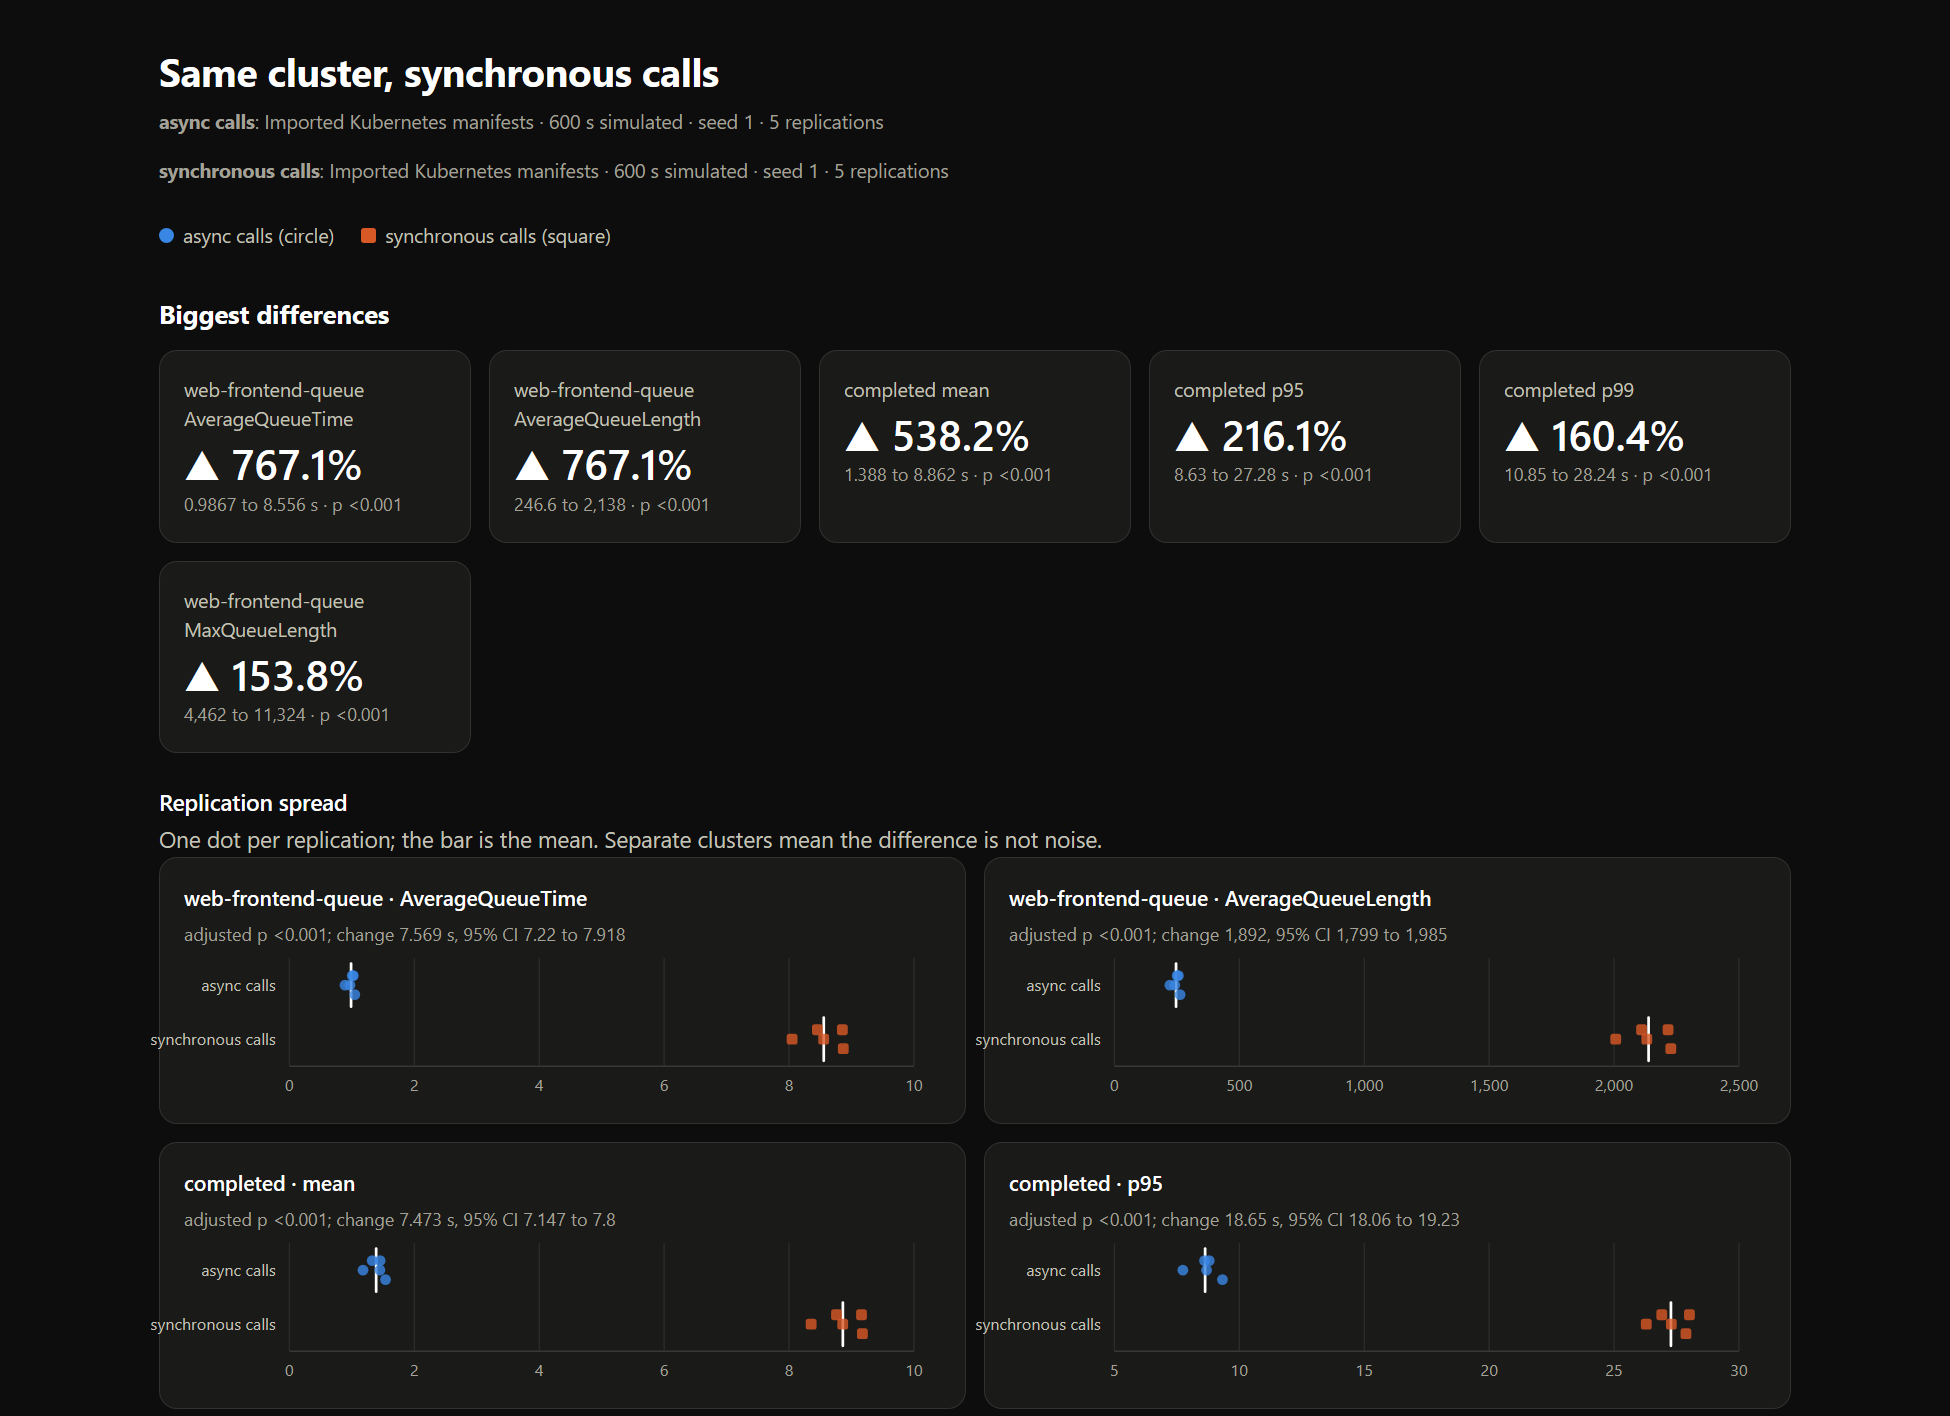 Same cluster, synchronous calls
async calls: Imported Kubernetes manifests · 600 s simulated · seed 1 · 5 replications
synchronous calls: Imported Kubernetes manifests · 600 s simulated · seed 1 · 5 replications
async calls (circle) synchronous calls (square)
Biggest differences
web-frontend-queue
AverageQueueTime
▲ 767.1%
0.9867 to 8.556 s · p <0.001
web-frontend-queue
AverageQueueLength
▲ 767.1%
246.6 to 2,138 · p <0.001
completed mean
▲ 538.2%
1.388 to 8.862 s · p <0.001
completed p95
▲ 216.1%
8.63 to 27.28 s · p <0.001
completed p99
▲ 160.4%
10.85 to 28.24 s · p <0.001
web-frontend-queue
MaxQueueLength
▲ 153.8%
4,462 to 11,324 · p <0.001
Replication spread
One dot per replication; the bar is the mean. Separate clusters mean the difference is not noise.
web-frontend-queue · AverageQueueTime
adjusted p <0.001; change 7.569 s, 95% CI 7.22 to 7.918
async calls
synchronous calls
0 2 4 6 8 10
web-frontend-queue · AverageQueueLength
adjusted p <0.001; change 1,892, 95% CI 1,799 to 1,985
async calls
synchronous calls
0 500 1,000 1,500 2,000 2,500
completed · mean
adjusted p <0.001; change 7.473 s, 95% CI 7.147 to 7.8
async calls
synchronous calls
0 2 4 6 8 10
completed · p95
adjusted p <0.001; change 18.65 s, 95% CI 18.06 to 19.23
async calls
synchronous calls
5 10 15 20 25 30